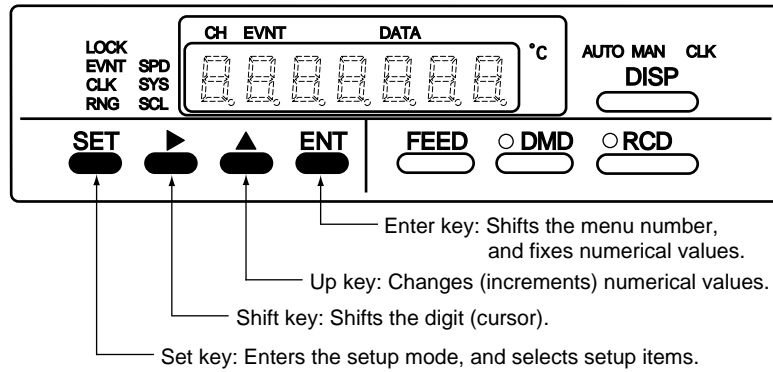 CH EVNT DATA
LOCK
EVNT SPD
CLK SYS
RNG SCL
°C
AUTO MAN CLK
DISP
SET ▶ ▲ ENT
FEED ○ DMD ○ RCD
Enter key: Shifts the menu number,
and fixes numerical values.
Up key: Changes (increments) numerical values.
Shift key: Shifts the digit (cursor).
Set key: Enters the setup mode, and selects setup items.